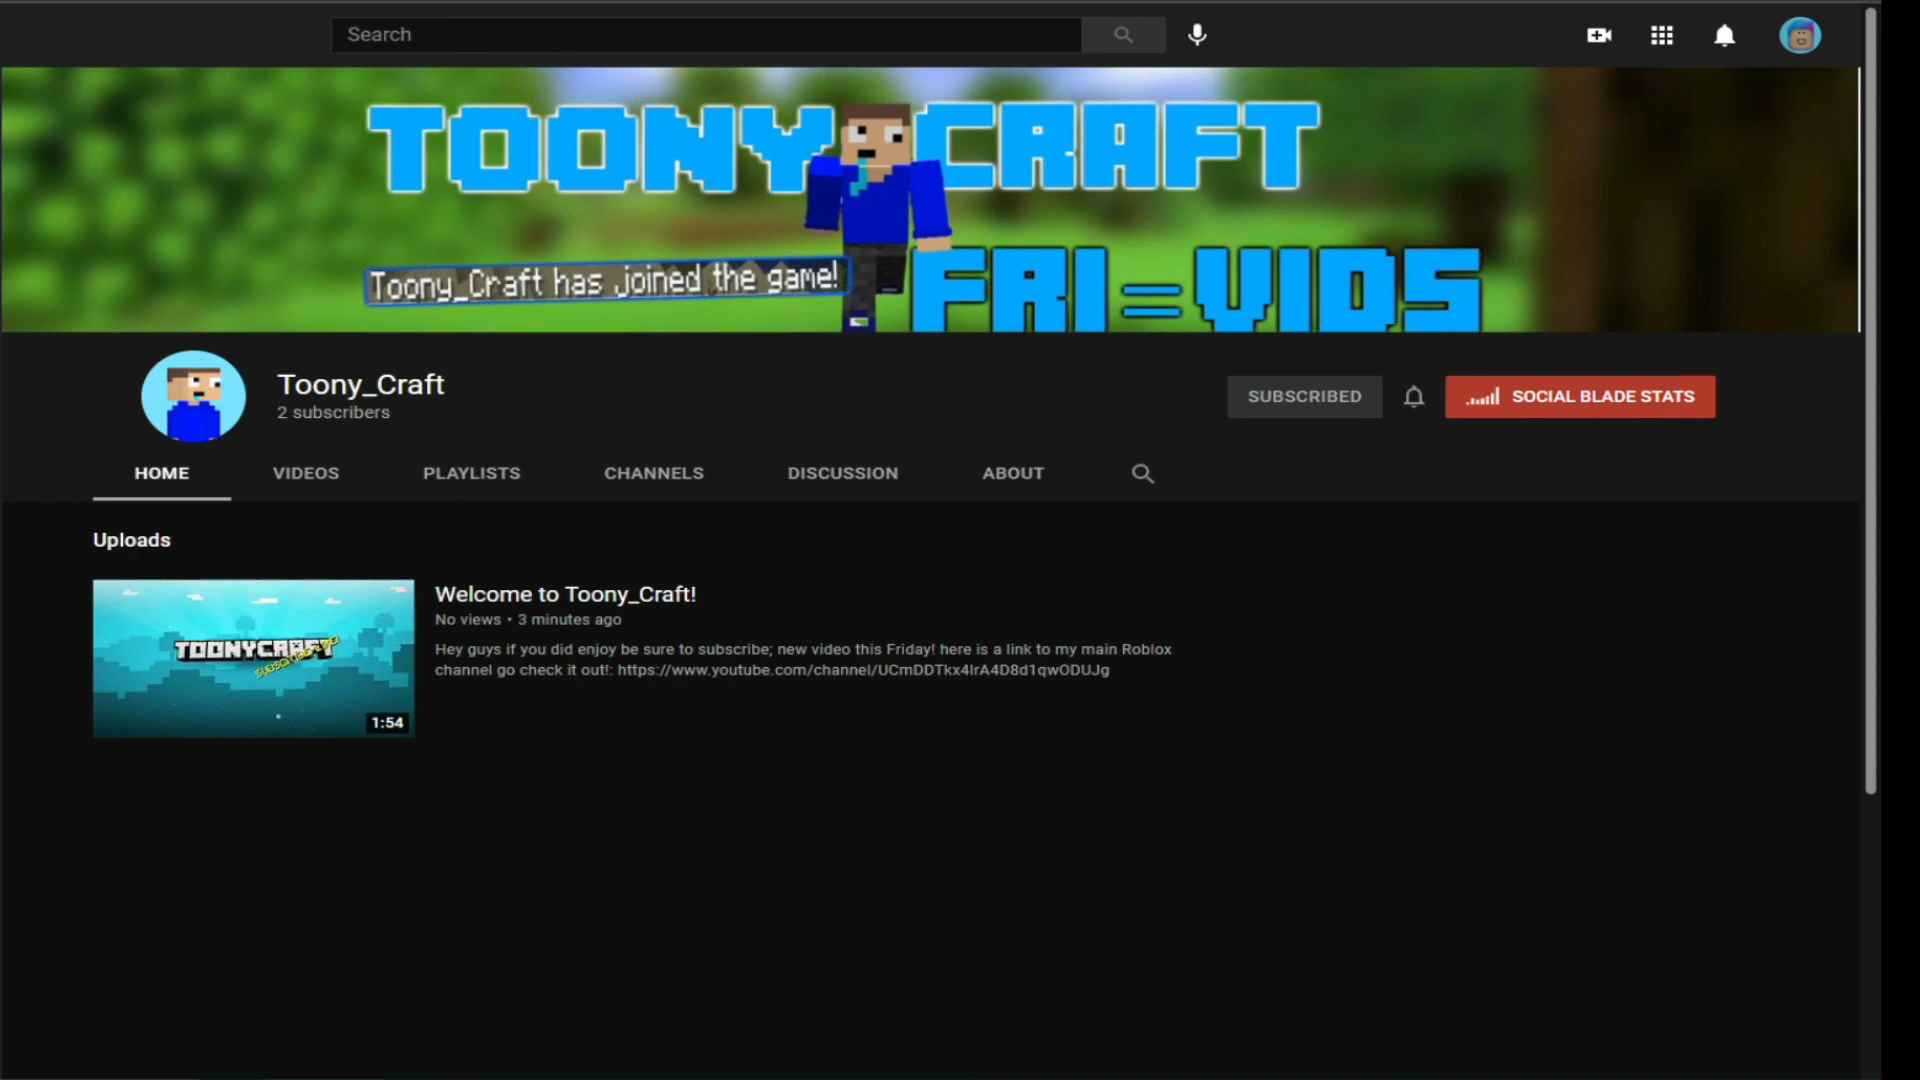 Search
TOONY CRAFT
Toony_Craft has joined the game!
FRI=VIDS
Toony_Craft
2 subscribers
SUBSCRIBED
SOCIAL BLADE STATS
HOME VIDEOS PLAYLISTS CHANNELS DISCUSSION ABOUT
Uploads
TOONYCRAFT
1:54
Welcome to Toony_Craft!
No views • 3 minutes ago
Hey guys if you did enjoy be sure to subscribe; new video this Friday! here is a link to my main Roblox
channel go check it out!: https://www.youtube.com/channel/UCmDDTkx4IrA4D8d1qwODUJg